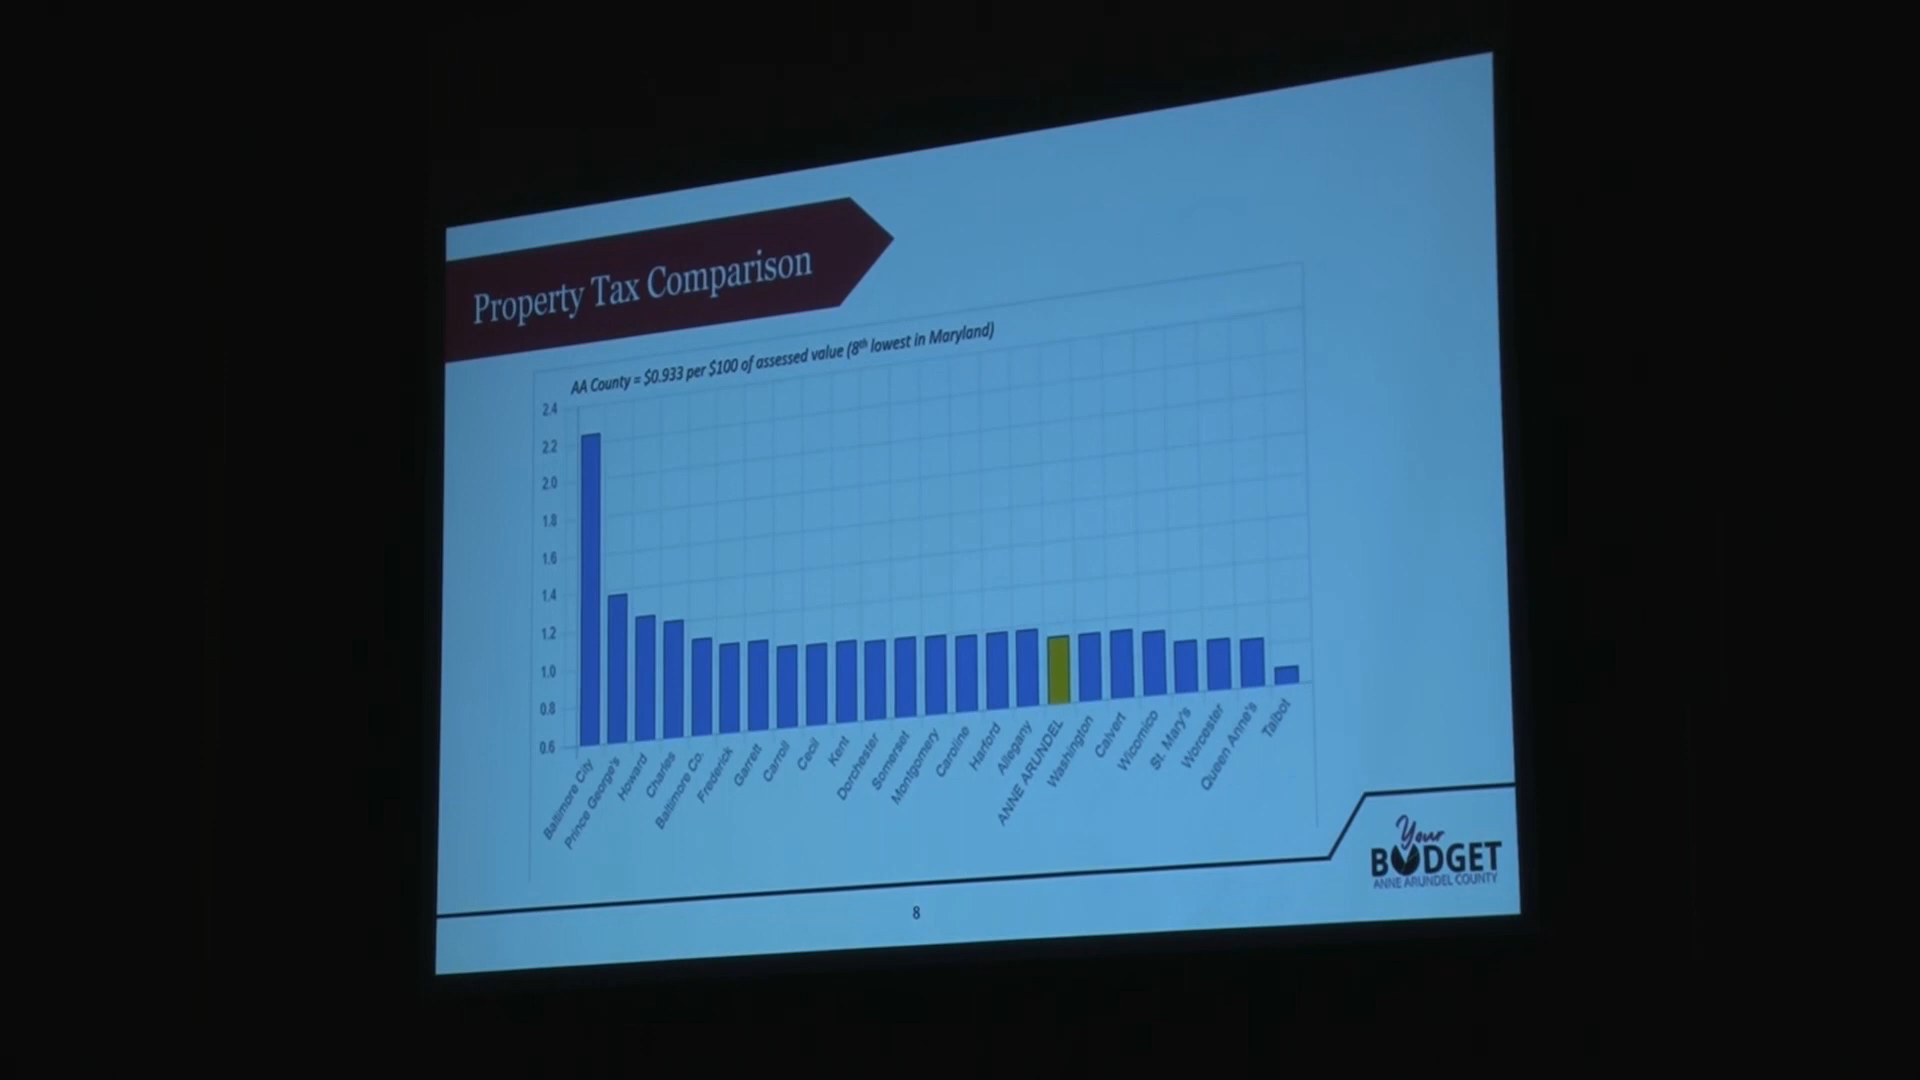 Property Tax Comparison
AA County = $0.933 per $100 of assessed value (8th lowest in Maryland)
2.4
2.2
2.0
1.8
1.6
1.4
1.2
1.0
0.8
0.6
Baltimore City
Prince George's
Howard
Charles
Baltimore Co.
Frederick
Garrett
Carroll
Cecil
Kent
Dorchester
Somerset
Montgomery
Caroline
Harford
Allegany
ANNE ARUNDEL
Washington
Calvert
Wicomico
St. Mary's
Worcester
Queen Anne's
Talbot
Your
BUDGET
ANNE ARUNDEL COUNTY
8